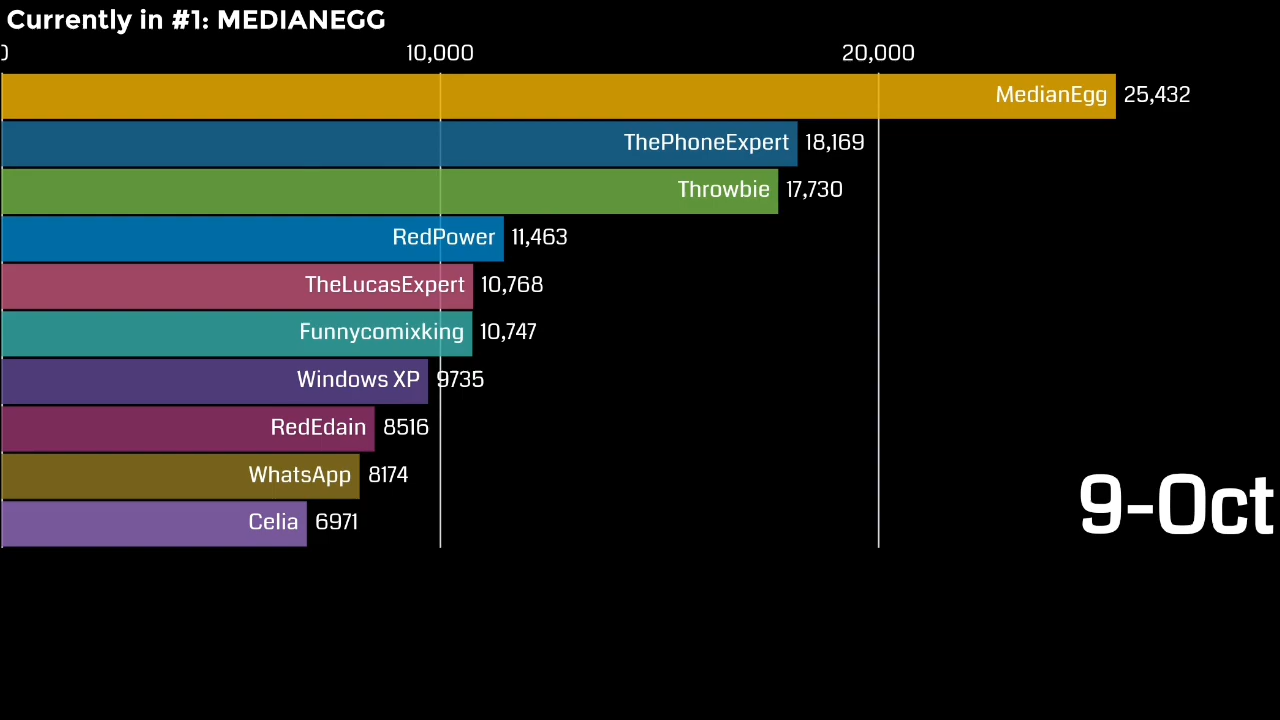 Currently in #1: MEDIANEGG
0 10,000 20,000
MedianEgg 25,432
ThePhoneExpert 18,169
Throwbie 17,730
RedPower 11,463
TheLucasExpert 10,768
Funnycomixking 10,747
Windows XP 9735
RedEdain 8516
WhatsApp 8174
Celia 6971
9-Oct